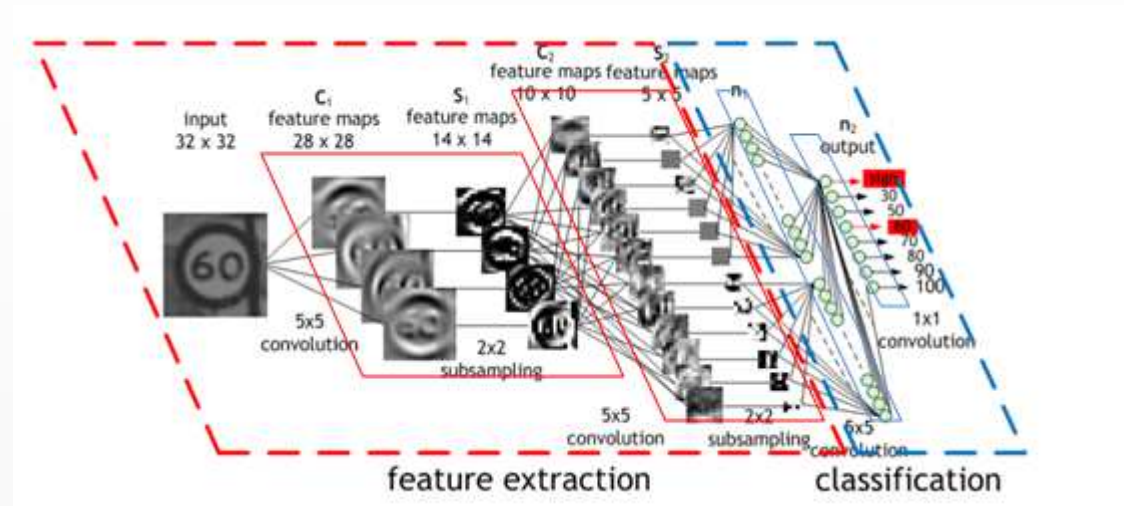 input
32 x 32
C₁
feature maps
28 x 28
S₁
feature maps
14 x 14
C₂
feature maps
10 x 10
S₂
feature maps
5 x 5
n₁
n₂
output
sign
30
50
60
70
80
90
100
60
5x5
convolution
2x2
subsampling
5x5
convolution
2x2
subsampling
convolution
1x1
convolution
feature extraction
classification